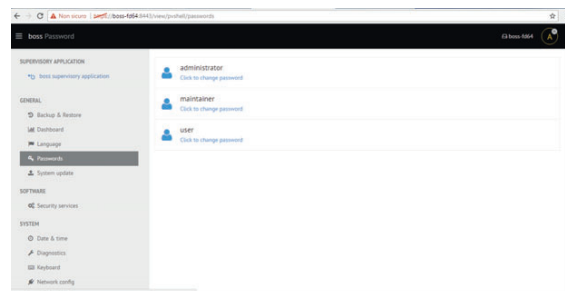 Non sicuro | https://boss-fd64:8443/view/pvshell/passwords
boss Password
boss-fd64
A
SUPERVISORY APPLICATION
boss supervisory application
GENERAL
Backup & Restore
Dashboard
Language
Passwords
System update
SOFTWARE
Security services
SYSTEM
Date & time
Diagnostics
Keyboard
Network config
administrator
Click to change password
maintainer
Click to change password
user
Click to change password